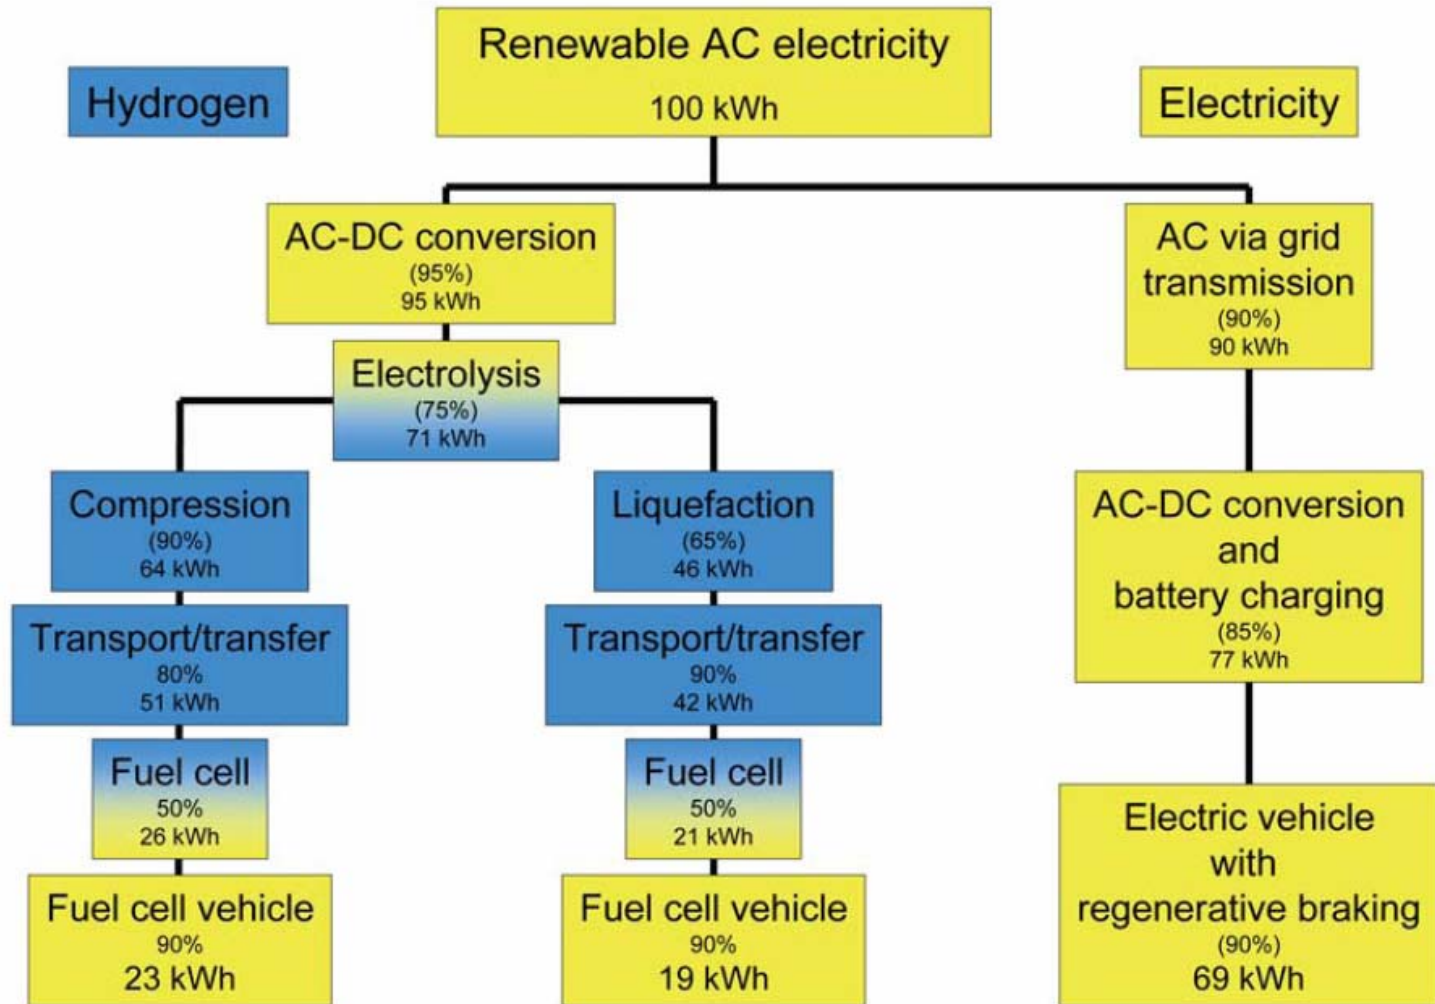 Renewable AC electricity
100 kWh
Hydrogen
Electricity
AC-DC conversion
(95%)
95 kWh
AC via grid
transmission
(90%)
90 kWh
Electrolysis
(75%)
71 kWh
Compression
(90%)
64 kWh
Liquefaction
(65%)
46 kWh
AC-DC conversion
and
battery charging
(85%)
77 kWh
Transport/transfer
80%
51 kWh
Transport/transfer
90%
42 kWh
Fuel cell
50%
26 kWh
Fuel cell
50%
21 kWh
Electric vehicle
with
regenerative braking
(90%)
69 kWh
Fuel cell vehicle
90%
23 kWh
Fuel cell vehicle
90%
19 kWh